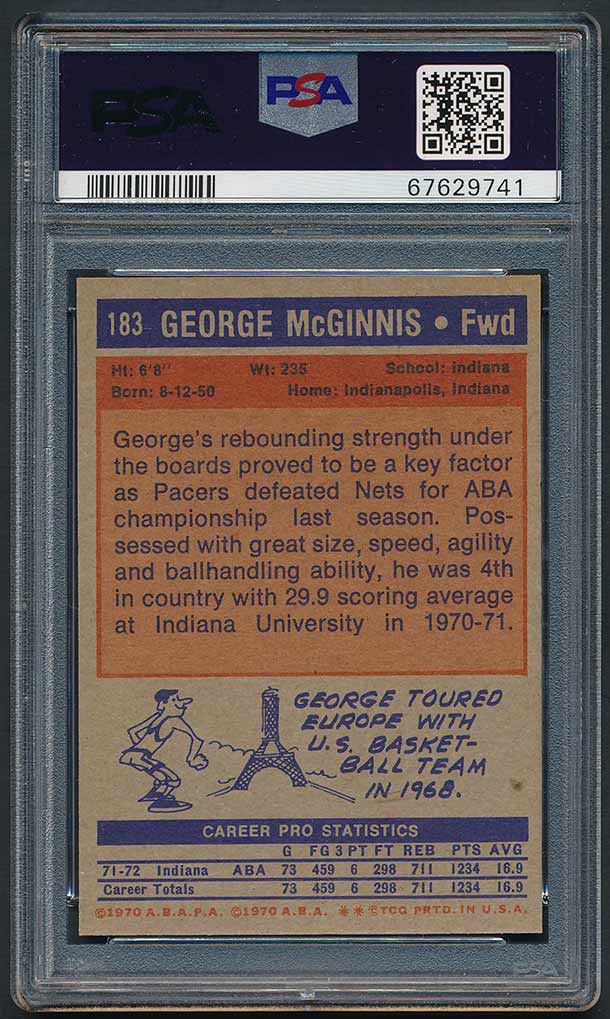 PSA
PSA
67629741
183 GEORGE McGINNIS • Fwd
Ht: 6'8" Wt: 235 School: Indiana
Born: 8-12-50 Home: Indianapolis, Indiana
George's rebounding strength under
the boards proved to be a key factor
as Pacers defeated Nets for ABA
championship last season. Pos-
sessed with great size, speed, agility
and ballhandling ability, he was 4th
in country with 29.9 scoring average
at Indiana University in 1970-71.
GEORGE TOURED
EUROPE WITH
U.S. BASKET-
BALL TEAM
IN 1968.
CAREER PRO STATISTICS
G FG 3PT FT REB PTS AVG
71-72 Indiana ABA 73 459 6 298 711 1234 16.9
Career Totals 73 459 6 298 711 1234 16.9
©1970 A.B.A.P.A. ©1970 A.B.A. ** ©TCG PRTD. IN U.S.A.
PSA